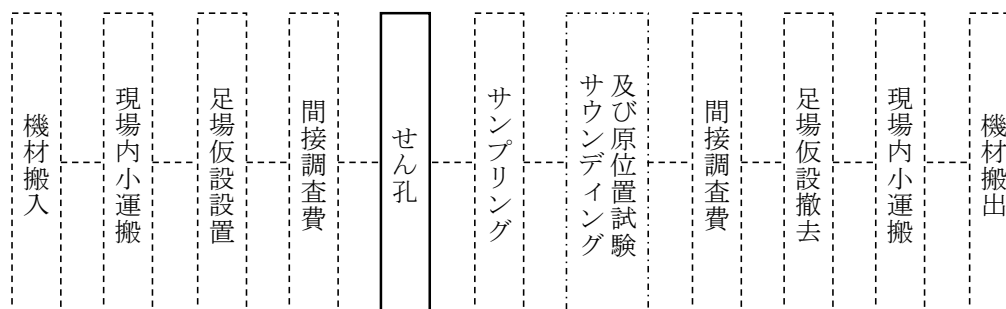 機材搬入
現場内小運搬
足場仮設設置
間接調査費
せん孔
サンプリング
サウンディング
及び原位置試験
間接調査費
足場仮設撤去
現場内小運搬
機材搬出